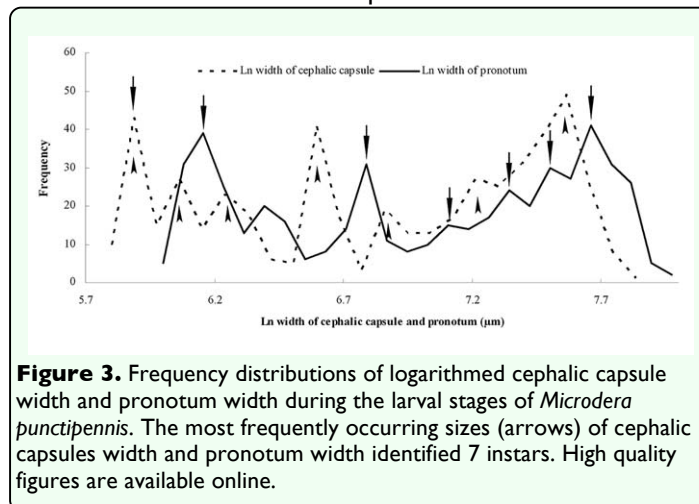 60
50
40
30
20
10
0
Frequency
Ln width of cephalic capsule Ln width of pronotum
5.7 6.2 6.7 7.2 7.7
Ln width of cephalic capsule and pronotum (μm)
Figure 3. Frequency distributions of logarithmed cephalic capsule
width and pronotum width during the larval stages of Microdera
punctipennis. The most frequently occurring sizes (arrows) of cephalic
capsules width and pronotum width identified 7 instars. High quality
figures are available online.